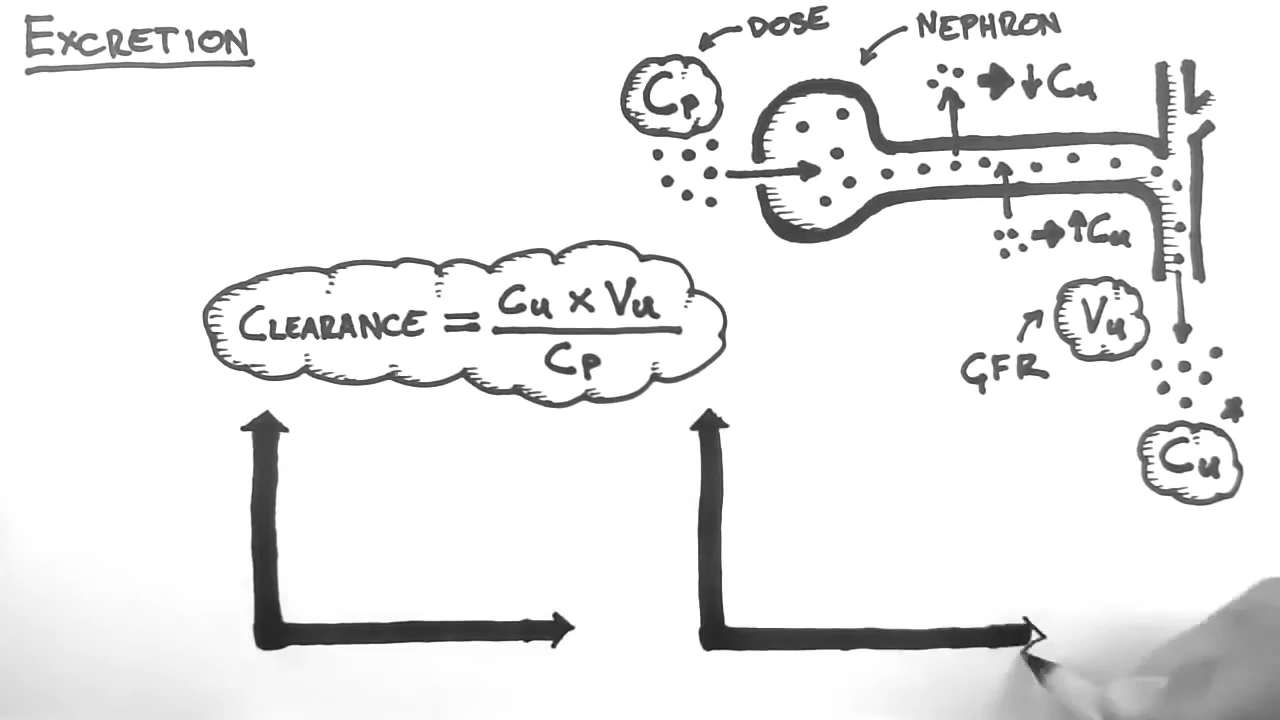 EXCRETION
DOSE
NEPHRON
Cp
↓Cu
↑Cu
CLEARANCE = Cu × Vu
Cp
Vu
GFR
*
Cu